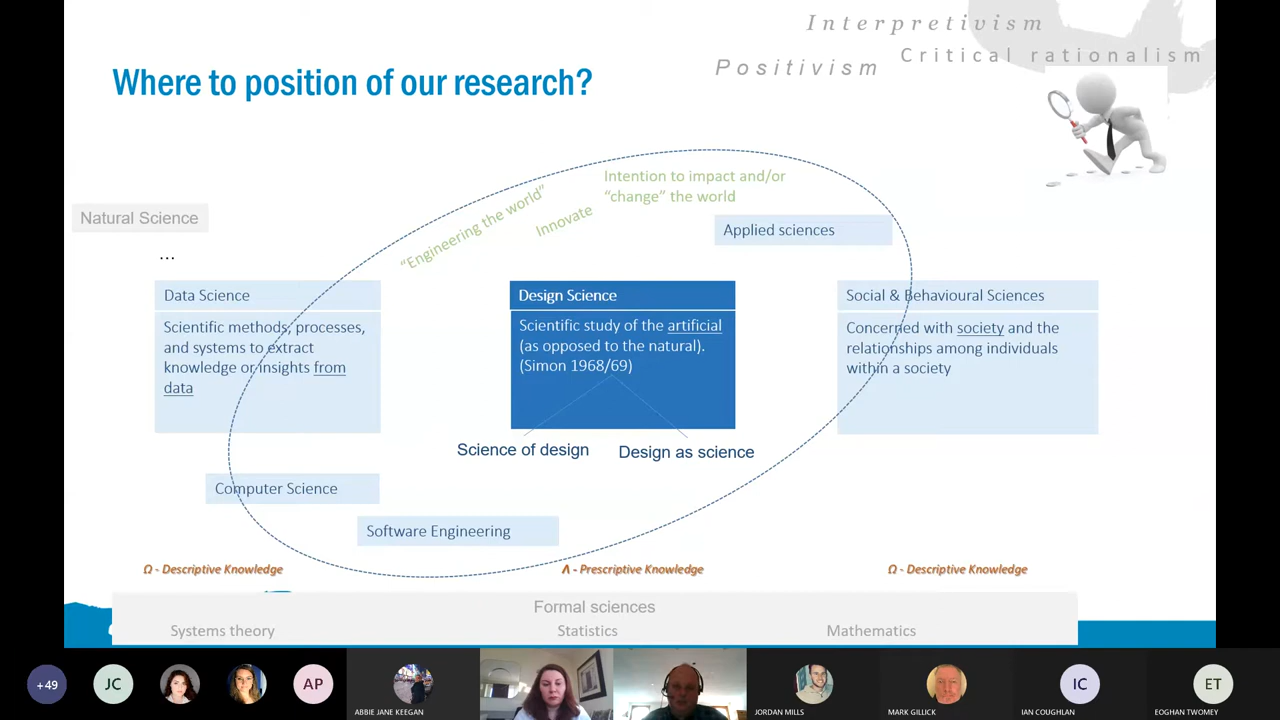 Interpretivism
Critical rationalism
Positivism
Where to position of our research?
Intention to impact and/or
“change” the world
“Engineering the world”
Innovate
Natural Science
Applied sciences
...
Data Science
Scientific methods, processes,
and systems to extract
knowledge or insights from
data
Design Science
Scientific study of the artificial
(as opposed to the natural).
(Simon 1968/69)
Social & Behavioural Sciences
Concerned with society and the
relationships among individuals
within a society
Science of design
Design as science
Computer Science
Software Engineering
Ω - Descriptive Knowledge
Λ - Prescriptive Knowledge
Ω - Descriptive Knowledge
Formal sciences
Systems theory
Statistics
Mathematics
+49
JC
AP
ABBIE JANE KEEGAN
JORDAN MILLS
MARK GILLICK
IC
IAN COUGHLAN
ET
EOGHAN TWOMEY